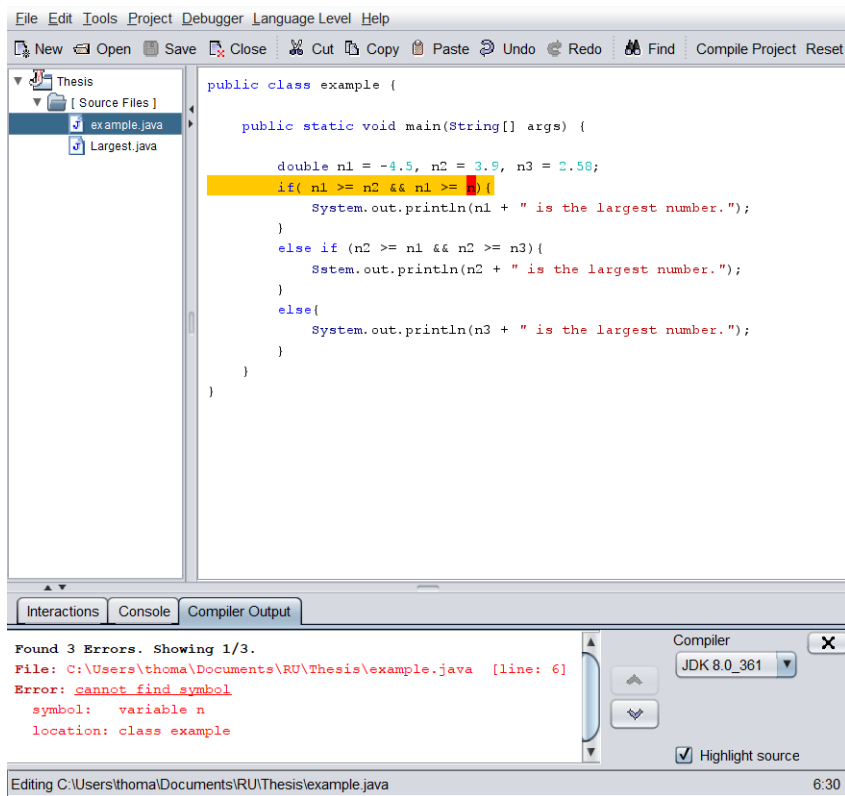 File Edit Tools Project Debugger Language Level Help
New Open Save Close Cut Copy Paste Undo Redo Find Compile Project Reset
Thesis
[ Source Files ]
example.java
Largest.java
public class example {
public static void main(String[] args) {
double n1 = -4.5, n2 = 3.9, n3 = 2.58;
if( n1 >= n2 && n1 >= n){
System.out.println(n1 + " is the largest number.");
}
else if (n2 >= n1 && n2 >= n3){
Sstem.out.println(n2 + " is the largest number.");
}
else{
System.out.println(n3 + " is the largest number.");
}
}
}
Interactions Console Compiler Output
Found 3 Errors. Showing 1/3.
File: C:\Users\thoma\Documents\RU\Thesis\example.java [line: 6]
Error: cannot find symbol
symbol: variable n
location: class example
Compiler
JDK 8.0_361
Highlight source
Editing C:\Users\thoma\Documents\RU\Thesis\example.java 6:30